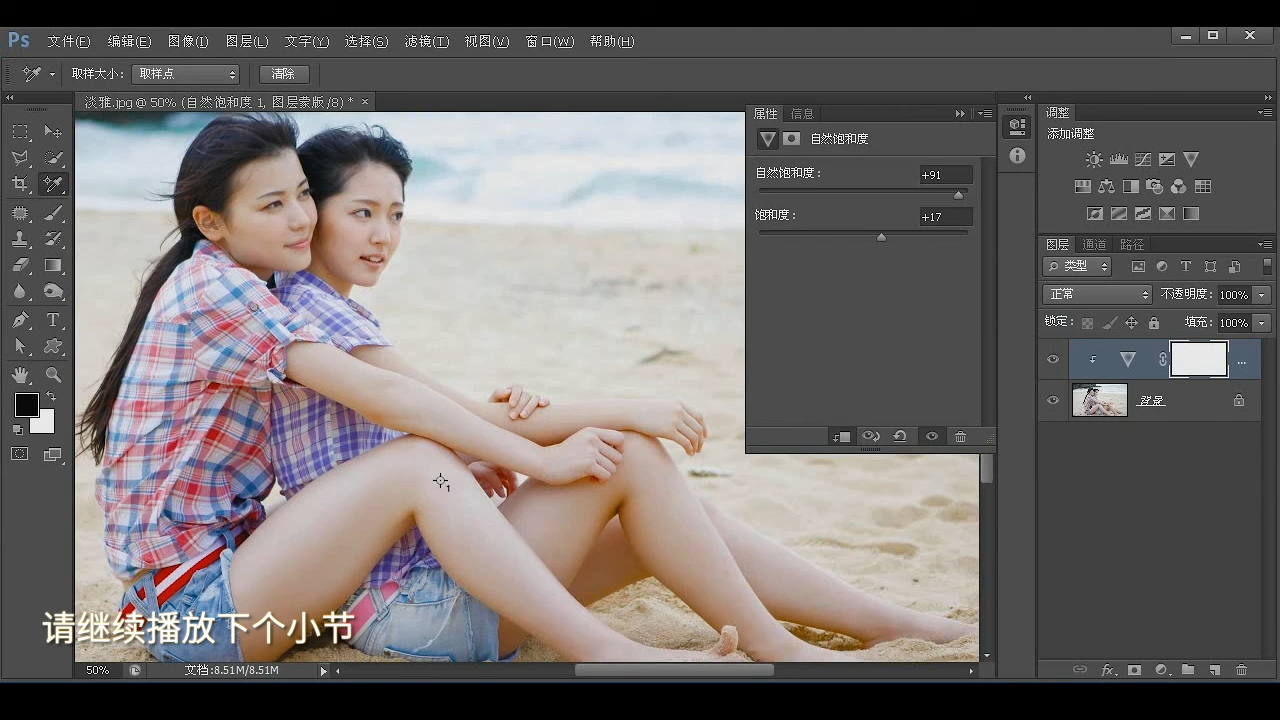 Ps 文件(F) 编辑(E) 图像(I) 图层(L) 文字(Y) 选择(S) 滤镜(T) 视图(V) 窗口(W) 帮助(H)
取样大小: 取样点 清除
淡雅.jpg @ 50% (自然饱和度 1, 图层蒙版/8) * ×
属性 信息
自然饱和度
自然饱和度: +91
饱和度: +17
调整
添加调整
图层 通道 路径
类型
正常 不透明度: 100%
锁定: 填充: 100%
...
背景
请继续播放下个小节
50% 文档:8.51M/8.51M